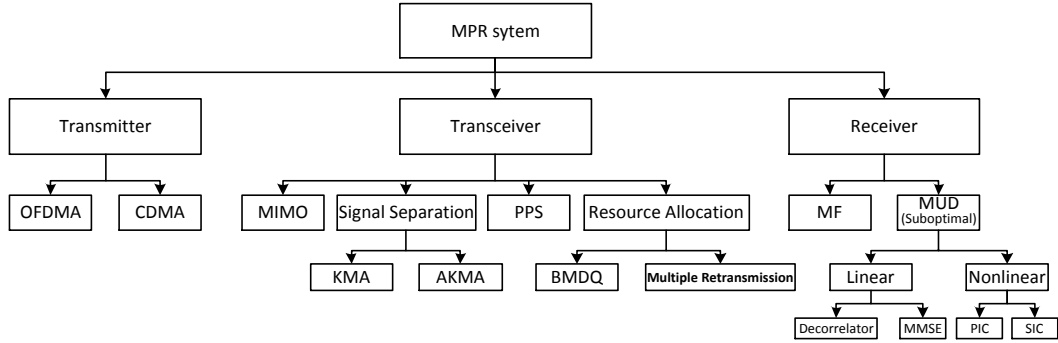 MPR sytem
Transmitter
Transceiver
Receiver
OFDMA
CDMA
MIMO
Signal Separation
PPS
Resource Allocation
MF
MUD
(Suboptimal)
KMA
AKMA
BMDQ
Multiple Retransmission
Linear
Nonlinear
Decorrelator
MMSE
PIC
SIC